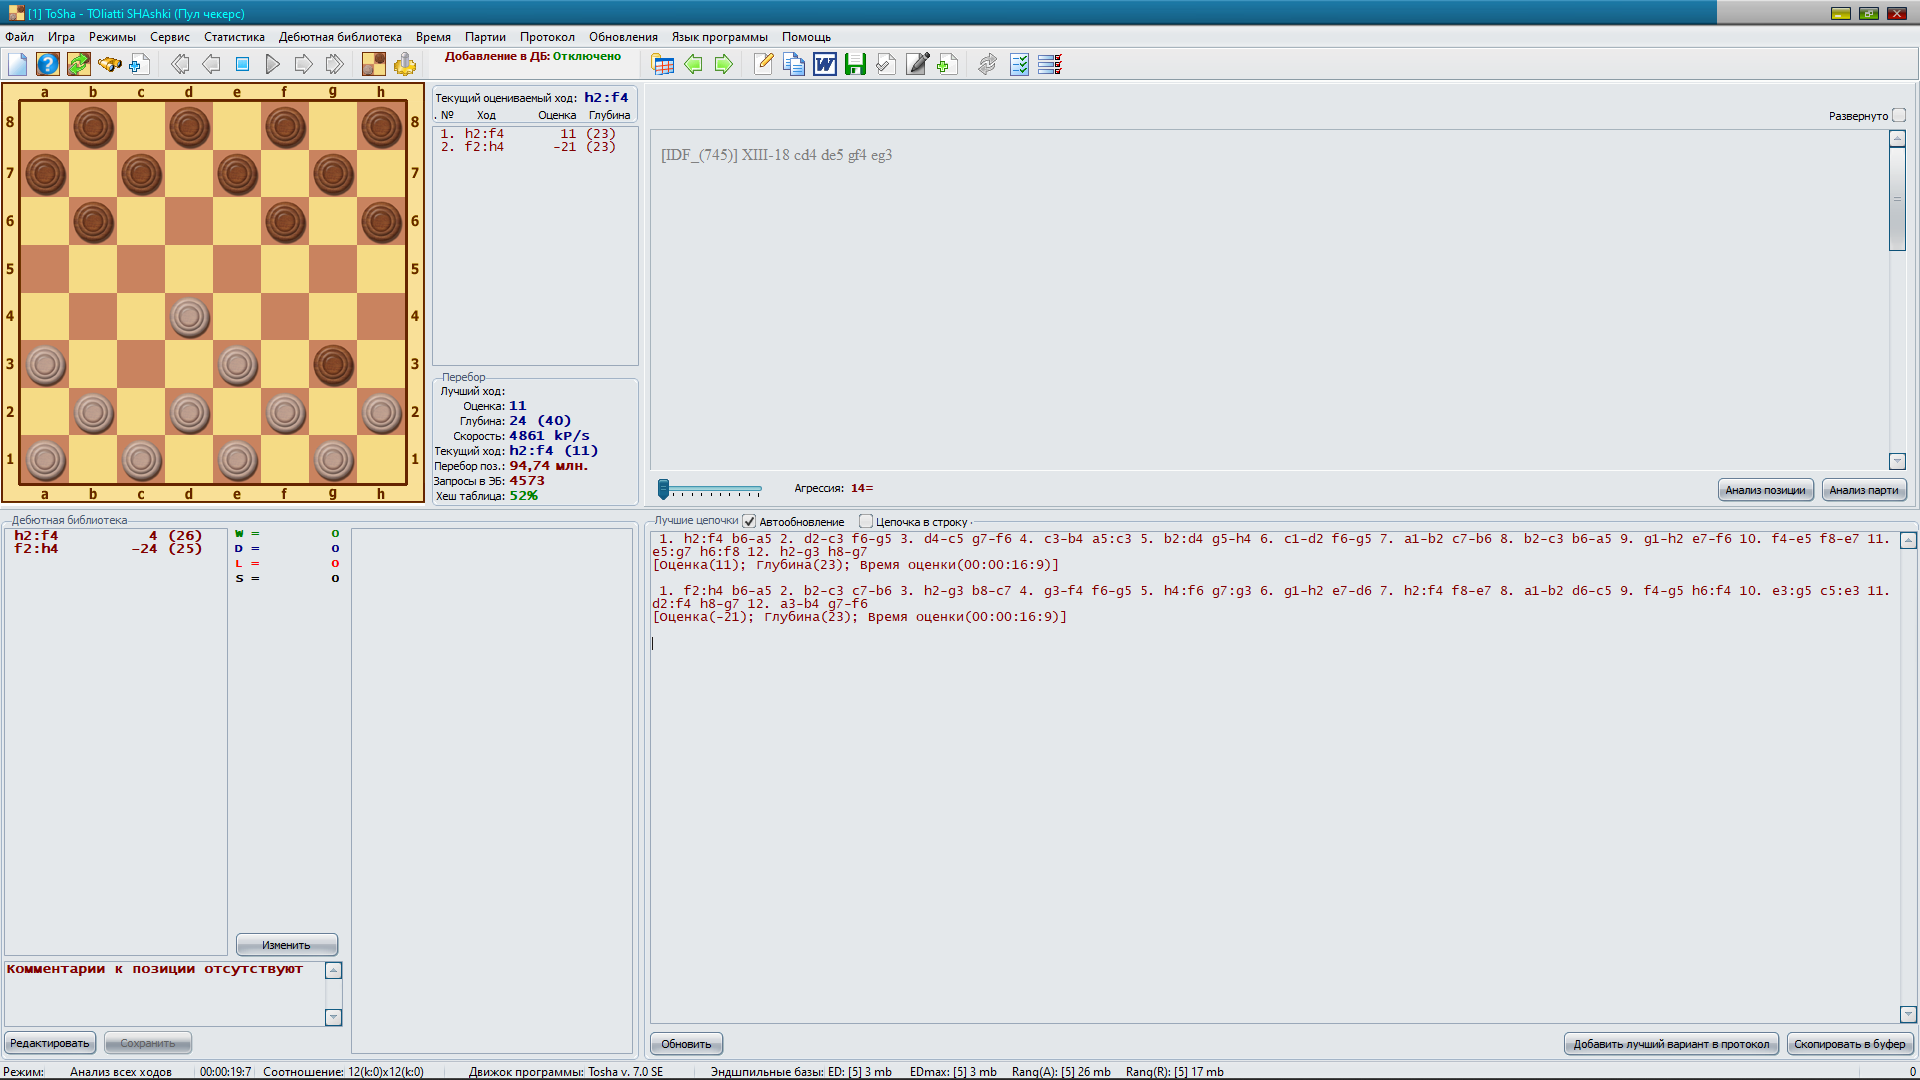 [1] ToSha - TOliatti SHAshki (Пул чекерс)
Файл Игра Режимы Сервис Статистика Дебютная библиотека Время Партии Протокол Обновления Язык программы Помощь
Добавление в ДБ: Отключено
a b c d e f g h
8 8
7 7
6 6
5 5
4 4
3 3
2 2
1 1
a b c d e f g h
Текущий оцениваемый ход: h2:f4
. № Ход Оценка Глубина
1. h2:f4 11 (23)
2. f2:h4 -21 (23)
Перебор
Лучший ход:
Оценка: 11
Глубина: 24 (40)
Скорость: 4861 kP/s
Текущий ход: h2:f4 (11)
Перебор поз.: 94,74 млн.
Запросы в ЭБ: 4573
Хеш таблица: 52%
Развернуто
[IDF_(745)] XIII-18 cd4 de5 gf4 eg3
Агрессия: 14=
Анализ позиции Анализ парти
Дебютная библиотека
h2:f4 4 (26)
f2:h4 -24 (25)
W = 0
D = 0
L = 0
S = 0
Изменить
Комментарии к позиции отсутствуют
Редактировать Сохранить
Лучшие цепочки Автообновление Цепочка в строку
1. h2:f4 b6-a5 2. d2-c3 f6-g5 3. d4-c5 g7-f6 4. c3-b4 a5:c3 5. b2:d4 g5-h4 6. c1-d2 f6-g5 7. a1-b2 c7-b6 8. b2-c3 b6-a5 9. g1-h2 e7-f6 10. f4-e5 f8-e7 11.
e5:g7 h6:f8 12. h2-g3 h8-g7
[Оценка(11); Глубина(23); Время оценки(00:00:16:9)]
1. f2:h4 b6-a5 2. b2-c3 c7-b6 3. h2-g3 b8-c7 4. g3-f4 f6-g5 5. h4:f6 g7:g3 6. g1-h2 e7-d6 7. h2:f4 f8-e7 8. a1-b2 d6-c5 9. f4-g5 h6:f4 10. e3:g5 c5:e3 11.
d2:f4 h8-g7 12. a3-b4 g7-f6
[Оценка(-21); Глубина(23); Время оценки(00:00:16:9)]
Обновить Добавить лучший вариант в протокол Скопировать в буфер
Режим: Анализ всех ходов 00:00:19:7 Соотношение: 12(k:0)x12(k:0) Движок программы: Tosha v. 7.0 SE Эндшпильные базы: ED: [5] 3 mb EDmax: [5] 3 mb Rang(A): [5] 26 mb Rang(R): [5] 17 mb 0